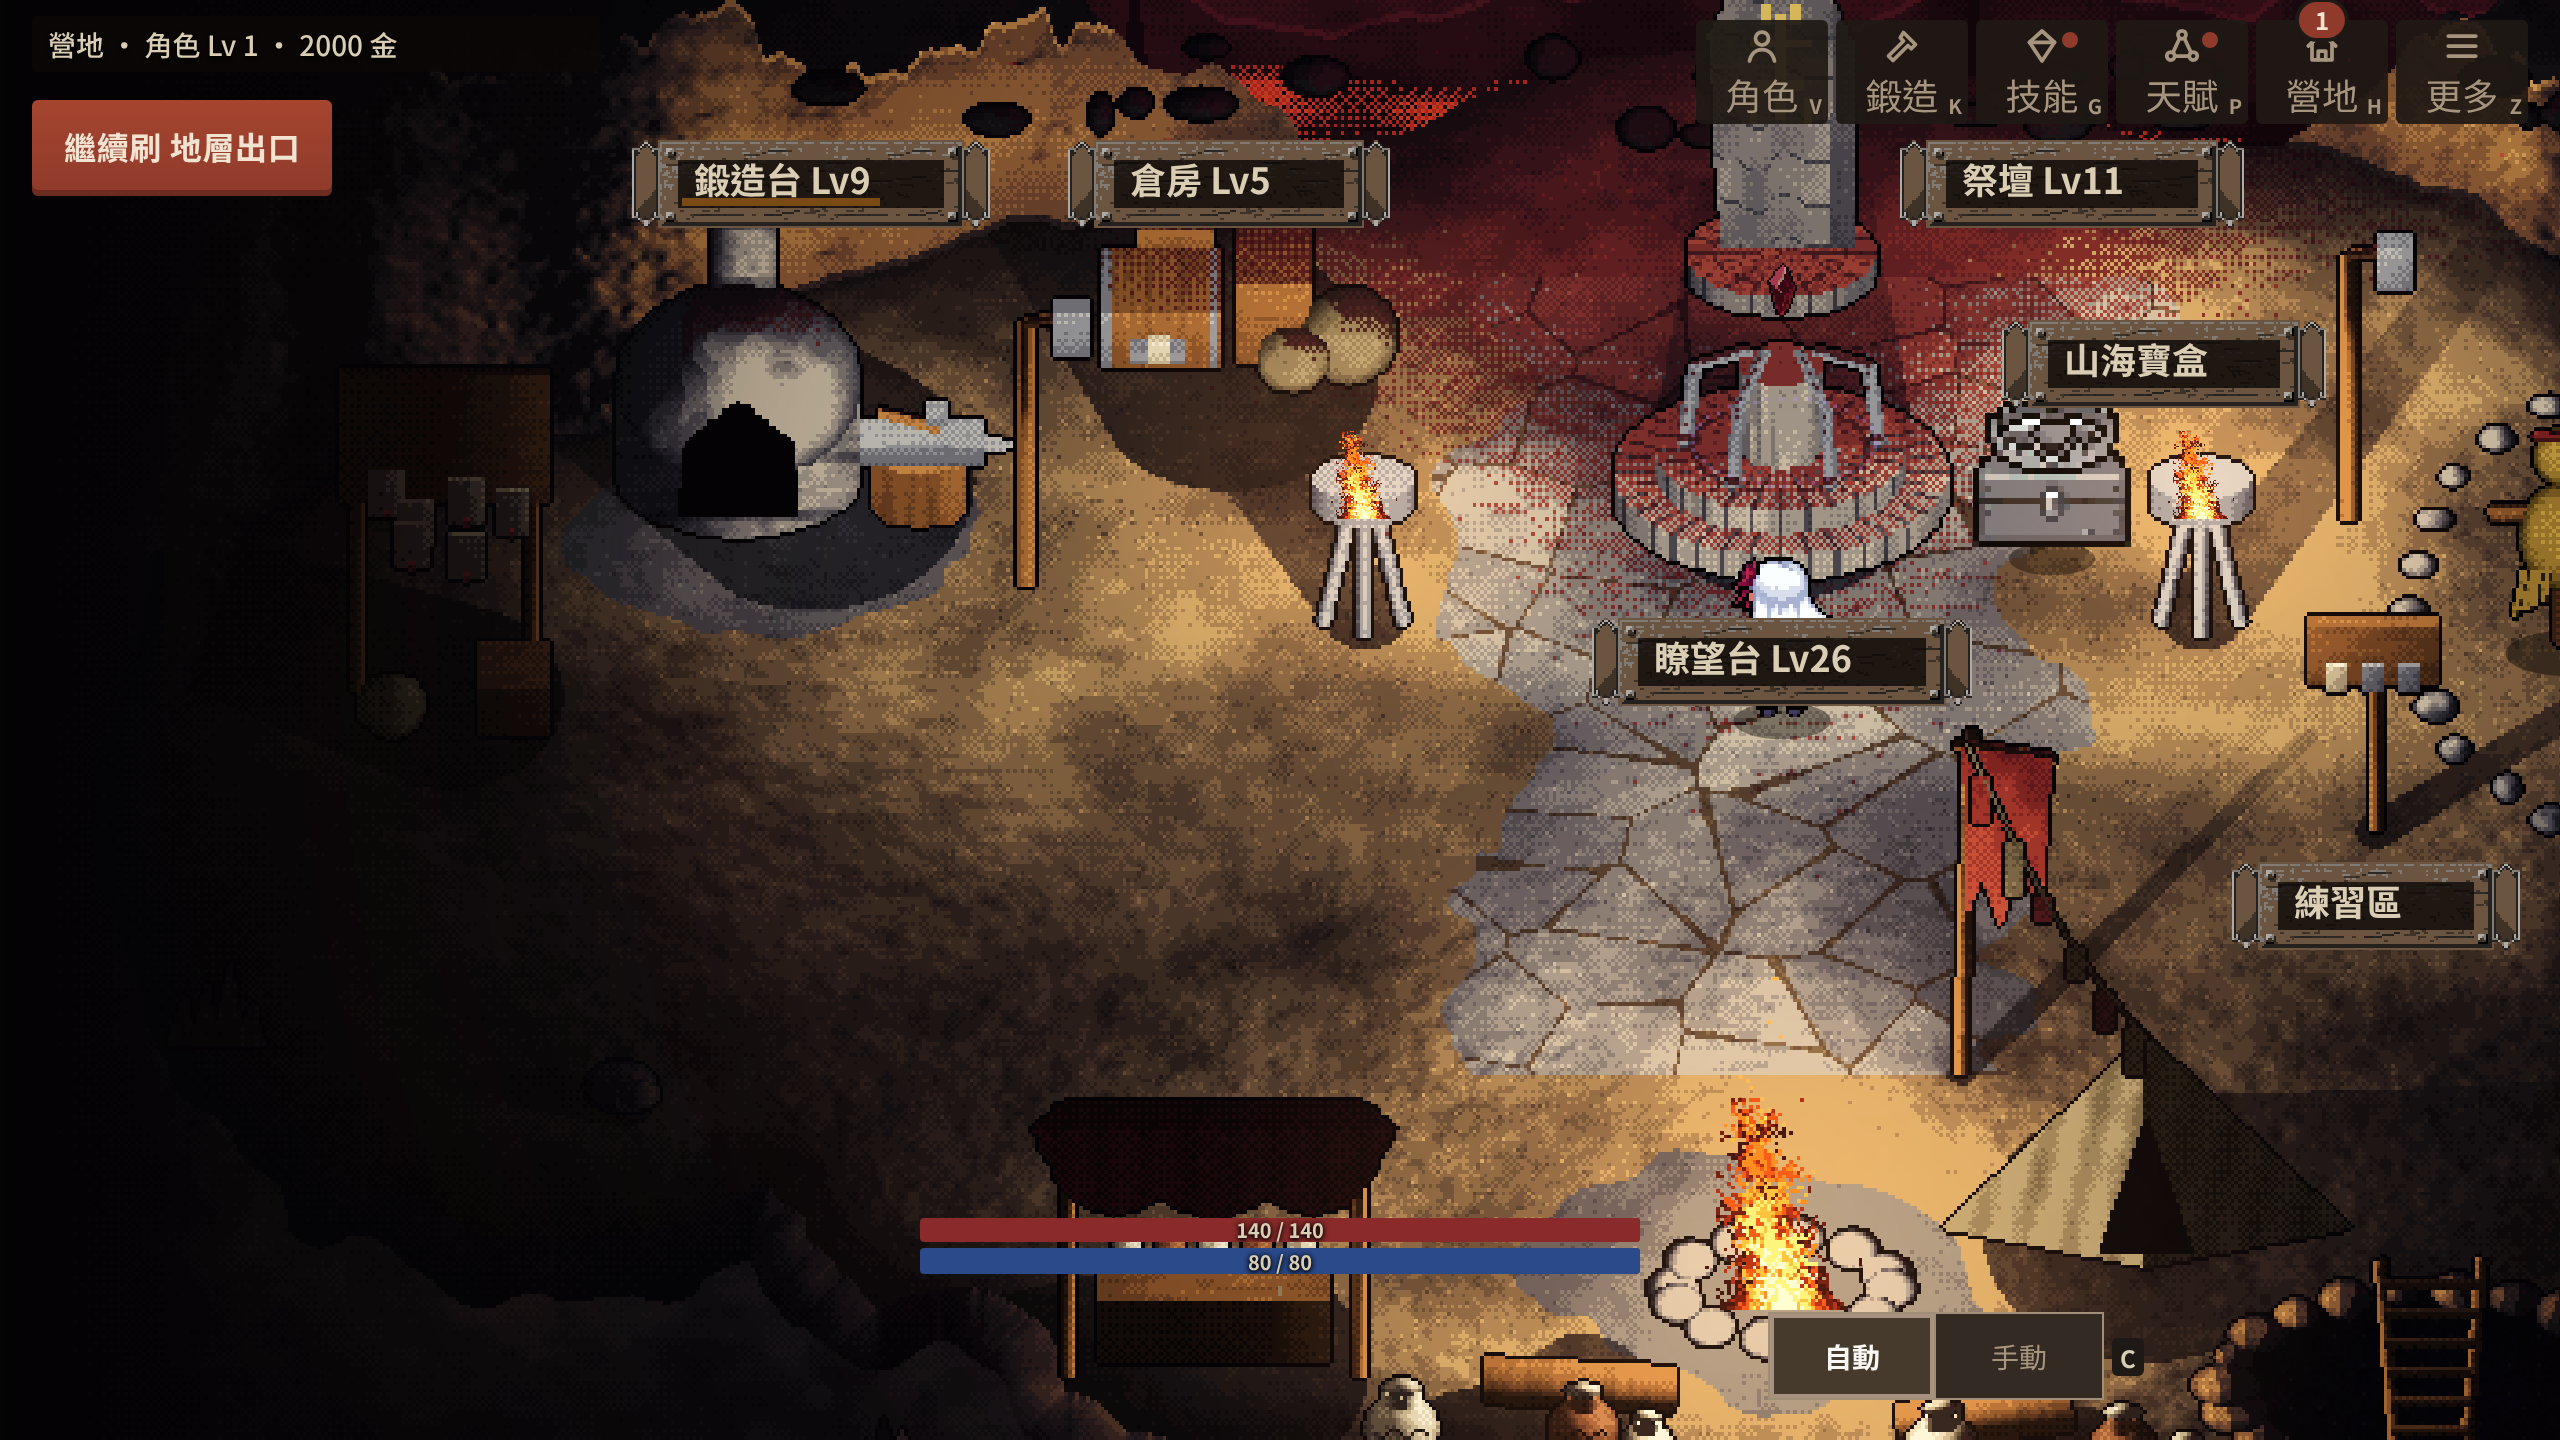 營地 · 角色 Lv 1 · 2000 金
繼續刷 地層出口
角色 V
鍛造 K
技能 G
天賦 P
1
營地 H
更多 Z
鍛造台 Lv9
倉房 Lv5
祭壇 Lv11
山海寶盒
瞭望台 Lv26
練習區
140 / 140
80 / 80
自動
手動
C